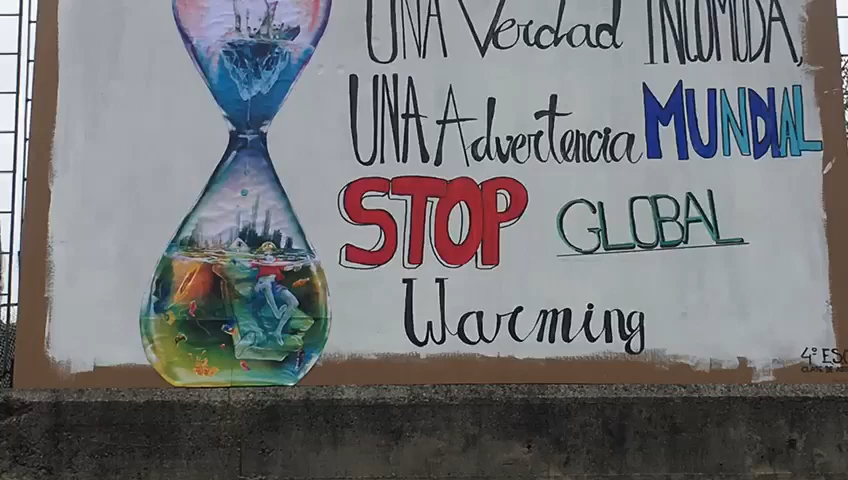 UNA Verdad INCOMODA,
UNA Advertencia MUNDIAL
STOP GLOBAL
Warming
4º ESO